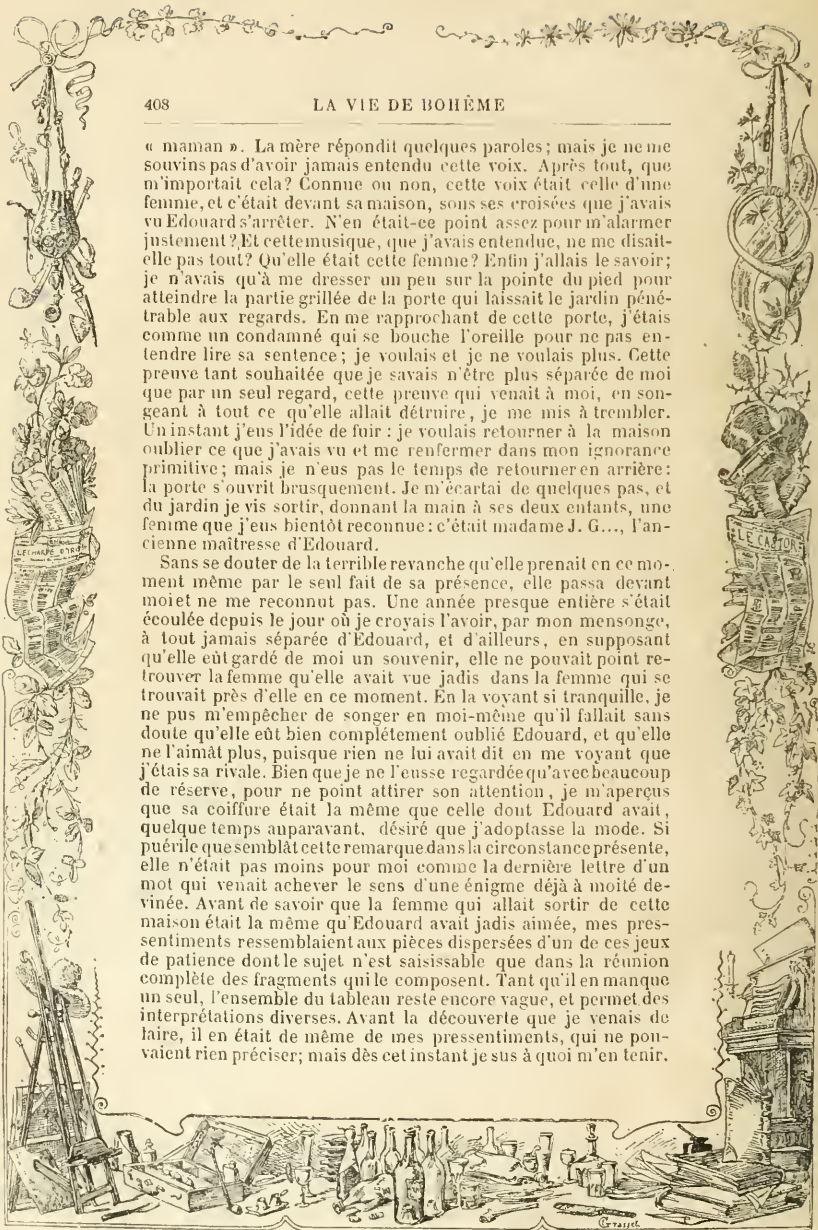 408 LA VIE DE BOHÊME
« maman ». La mère répondit quelques paroles; mais je ne me
souvins pas d'avoir jamais entendu cette voix. Après tout, que
m'importait cela? Connue ou non, cette voix était celle d'une
femme, et c'était devant sa maison, sous ses croisées que j'avais
vu Edouard s'arrêter. N'en était-ce point assez pour m'alarmer
justement? Et cette musique, que j'avais entendue, ne me disait-
elle pas tout? Qu'elle était cette femme? Enfin j'allais le savoir;
je n'avais qu'à me dresser un peu sur la pointe du pied pour
atteindre la partie grillée de la porte qui laissait le jardin péné-
trable aux regards. En me rapprochant de cette porte, j'étais
comme un condamné qui se bouche l'oreille pour ne pas en-
tendre lire sa sentence; je voulais et je ne voulais plus. Cette
preuve tant souhaitée que je savais n'être plus séparée de moi
que par un seul regard, cette preuve qui venait à moi, en son-
geant à tout ce qu'elle allait détruire, je me mis à trembler.
Un instant j'eus l'idée de fuir : je voulais retourner à la maison
oublier ce que j'avais vu et me renfermer dans mon ignorance
primitive; mais je n'eus pas le temps de retourner en arrière:
la porte s'ouvrit brusquement. Je m'écartai de quelques pas, et
du jardin je vis sortir, donnant la main à ses deux enfants, une
femme que j'eus bientôt reconnue: c'était madame J. G..., l'an-
cienne maîtresse d'Edouard.
Sans se douter de la terrible revanche qu'elle prenait en ce mo-
ment même par le seul fait de sa présence, elle passa devant
moi et ne me reconnut pas. Une année presque entière s'était
écoulée depuis le jour où je croyais l'avoir, par mon mensonge,
à tout jamais séparée d'Edouard, et d'ailleurs, en supposant
qu'elle eût gardé de moi un souvenir, elle ne pouvait point re-
trouver la femme qu'elle avait vue jadis dans la femme qui se
trouvait près d'elle en ce moment. En la voyant si tranquille, je
ne pus m'empêcher de songer en moi-même qu'il fallait sans
doute qu'elle eût bien complétement oublié Edouard, et qu'elle
ne l'aimàt plus, puisque rien ne lui avait dit en me voyant que
j'étais sa rivale. Bien que je ne l'eusse regardée qu'avec beaucoup
de réserve, pour ne point attirer son attention, je m'aperçus
que sa coiffure était la même que celle dont Edouard avait,
quelque temps auparavant, désiré que j'adoptasse la mode. Si
puérile que semblàt cette remarque dans la circonstance présente,
elle n'était pas moins pour moi comme la dernière lettre d'un
mot qui venait achever le sens d'une énigme déjà à moité de-
vinée. Avant de savoir que la femme qui allait sortir de cette
maison était la même qu'Edouard avait jadis aimée, mes pres-
sentiments ressemblaient aux pièces dispersées d'un de ces jeux
de patience dont le sujet n'est saisissable que dans la réunion
complète des fragments qui le composent. Tant qu'il en manque
un seul, l'ensemble du tableau reste encore vague, et permet des
interprétations diverses. Avant la découverte que je venais de
faire, il en était de même de mes pressentiments, qui ne pou-
vaient rien préciser; mais dès cet instant je sus à quoi m'en tenir.
LECHARPE D'IRIS
LE CASTOR
Grasset